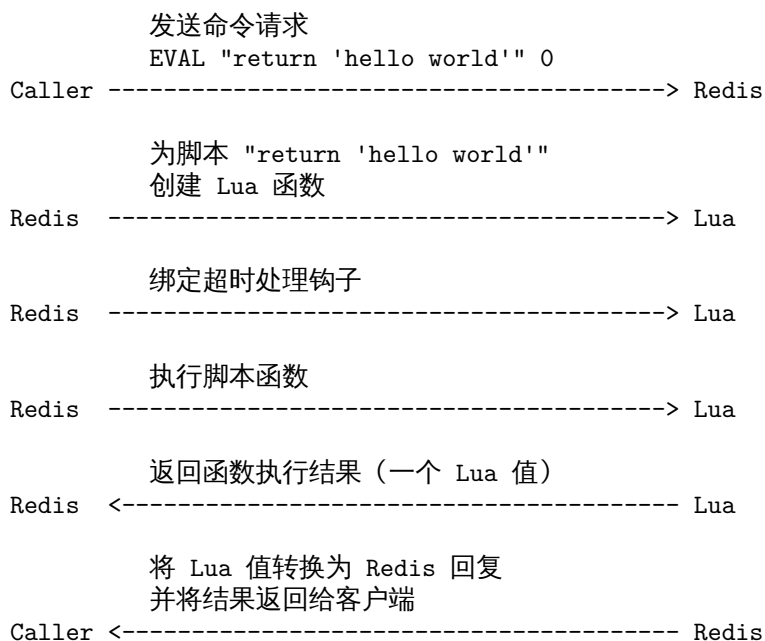 发送命令请求
EVAL "return 'hello world'" 0
Caller ----------------------------------------> Redis
为脚本 "return 'hello world'"
创建 Lua 函数
Redis ----------------------------------------> Lua
绑定超时处理钩子
Redis ----------------------------------------> Lua
执行脚本函数
Redis ----------------------------------------> Lua
返回函数执行结果（一个 Lua 值）
Redis <---------------------------------------- Lua
将 Lua 值转换为 Redis 回复
并将结果返回给客户端
Caller <---------------------------------------- Redis